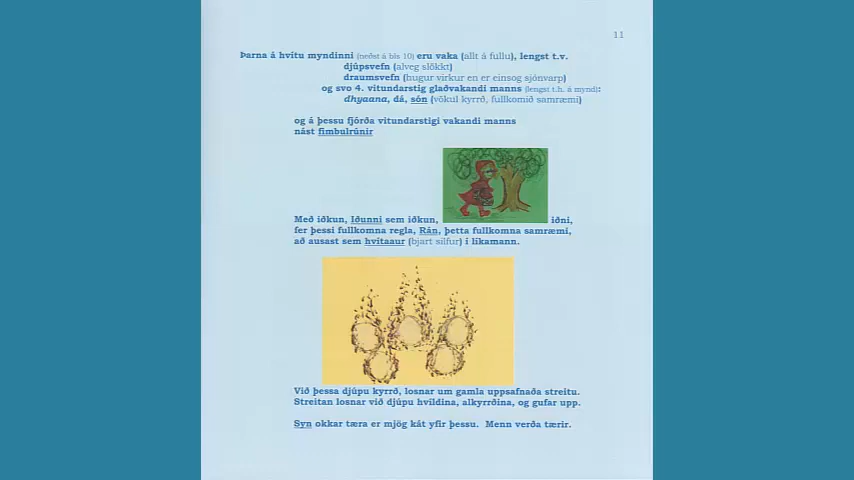 11
Þarna á hvítu myndinni (neðst á bls 10) eru vaka (allt á fullu), lengst t.v.
djúpsvefn (alveg slökkt)
draumsvefn (hugur virkur en er einsog sjónvarp)
og svo 4. vitundarstig glaðvakandi manns (lengst t.h. á mynd):
dhyaana, dá, són (vökul kyrrð, fullkomið samræmi)
og á þessu fjórða vitundarstigi vakandi manns
nást fimbulrúnir
Með iðkun, Iðunni sem iðkun, iðni,
fer þessi fullkomna regla, Rán, þetta fullkomna samræmi,
að ausast sem hvítaaur (bjart silfur) í líkamann.
Við þessa djúpu kyrrð, losnar um gamla uppsafnaða streitu.
Streitan losnar við djúpu hvíldina, alkyrrðina, og gufar upp.
Syn okkar tæra er mjög kát yfir þessu. Menn verða tærir.